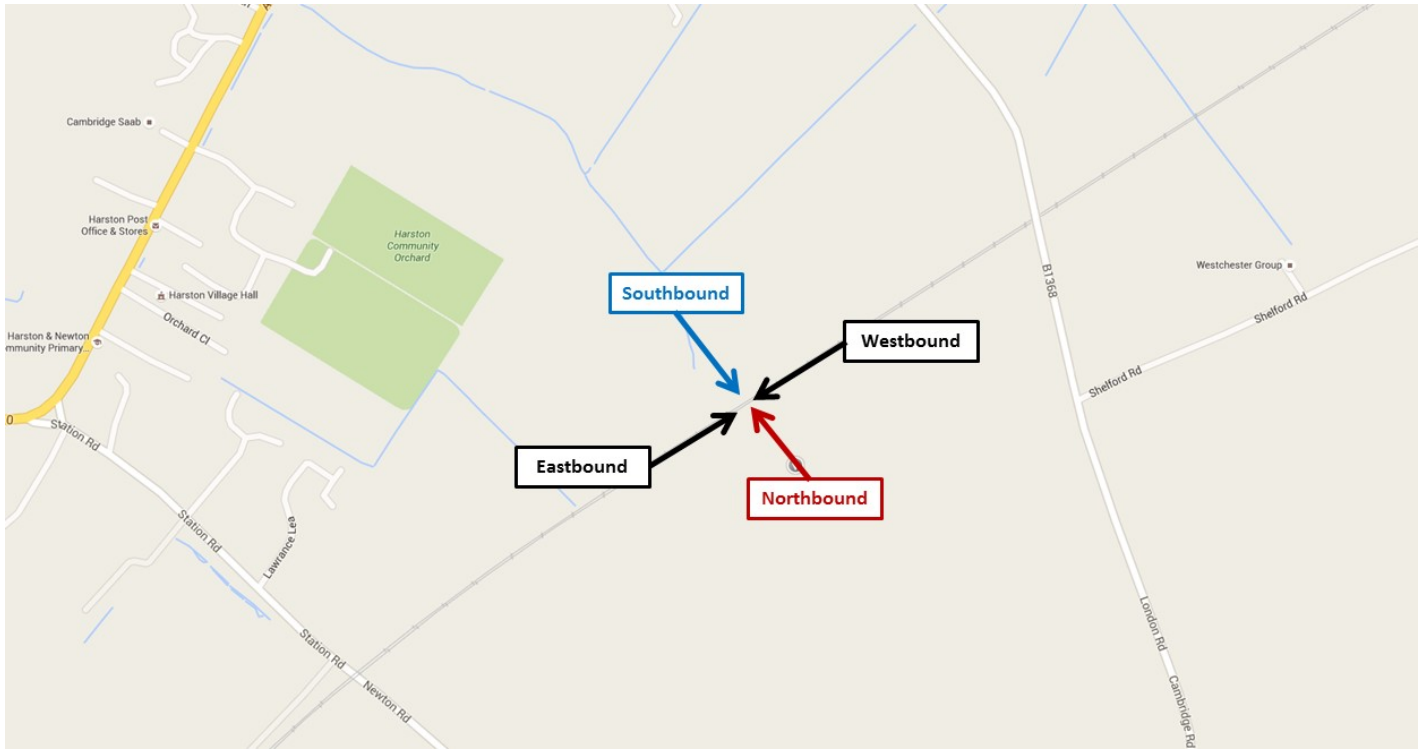 Cambridge Saab
Harston Post
Office & Stores
Harston
Community
Orchard
Harston Village Hall
Orchard Cl
Harston & Newton
ommunity Primary...
Southbound
Westbound
Eastbound
Northbound
B1368
Westchester Group
Shelford Rd
Shelford Rd
0
Station Rd
Station Rd
Lawrance Lea
Station Rd
Newton Rd
London Rd
Cambridge Rd